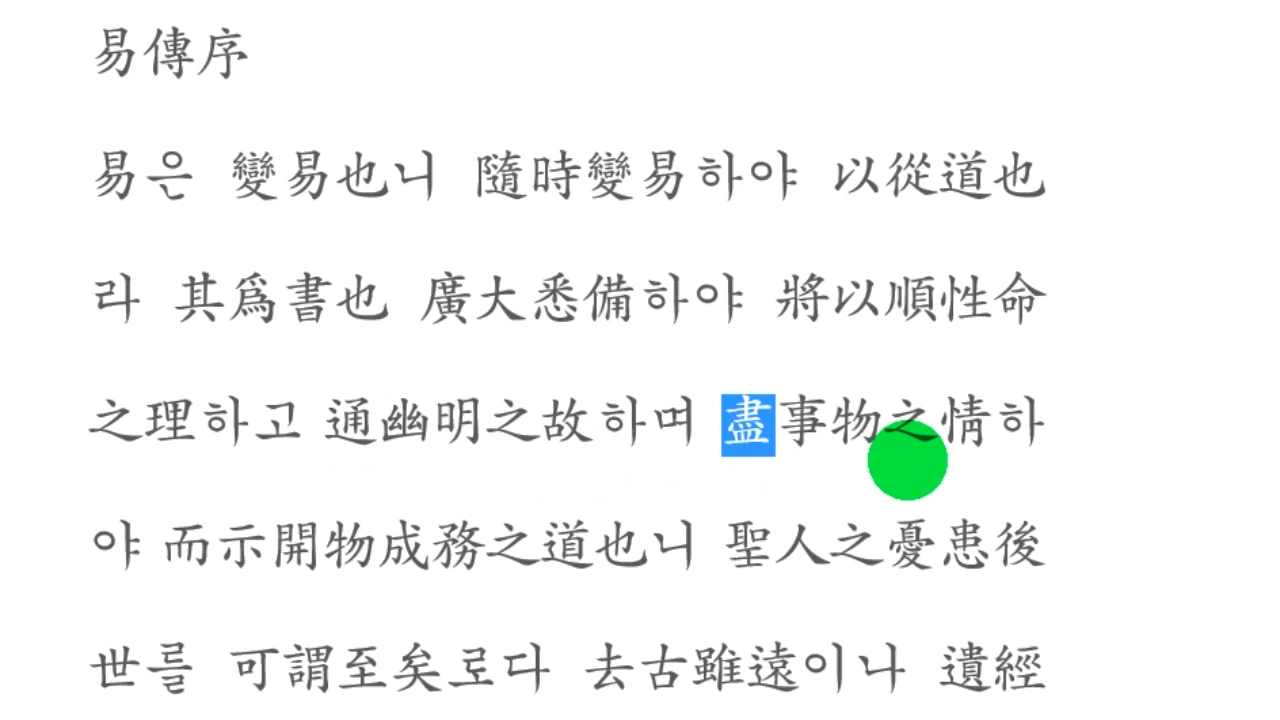 易傳序
易은 變易也니 隨時變易하야 以從道也
라 其爲書也 廣大悉備하야 將以順性命
之理하고 通幽明之故하며 盡事物之情하
야 而示開物成務之道也니 聖人之憂患後
世를 可謂至矣로다 去古雖遠이나 遺經